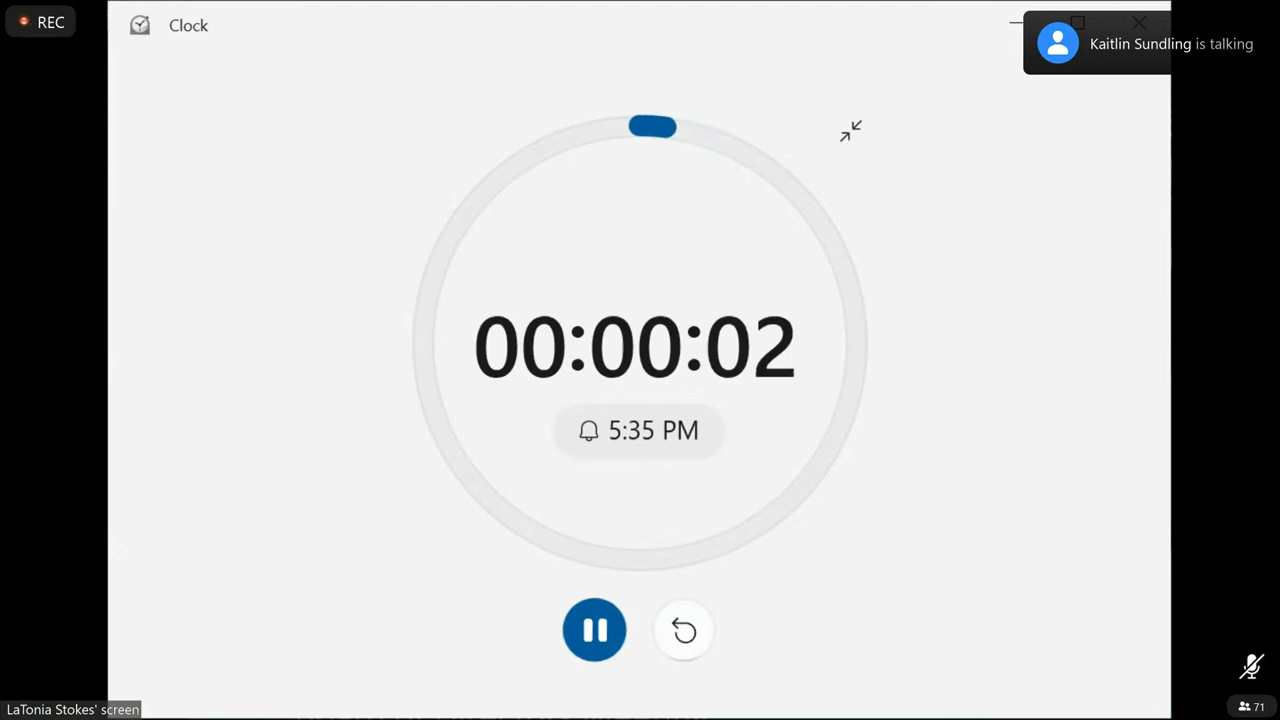 REC
Clock
Kaitlin Sundling is talking
00:00:02
5:35 PM
LaTonia Stokes' screen
71